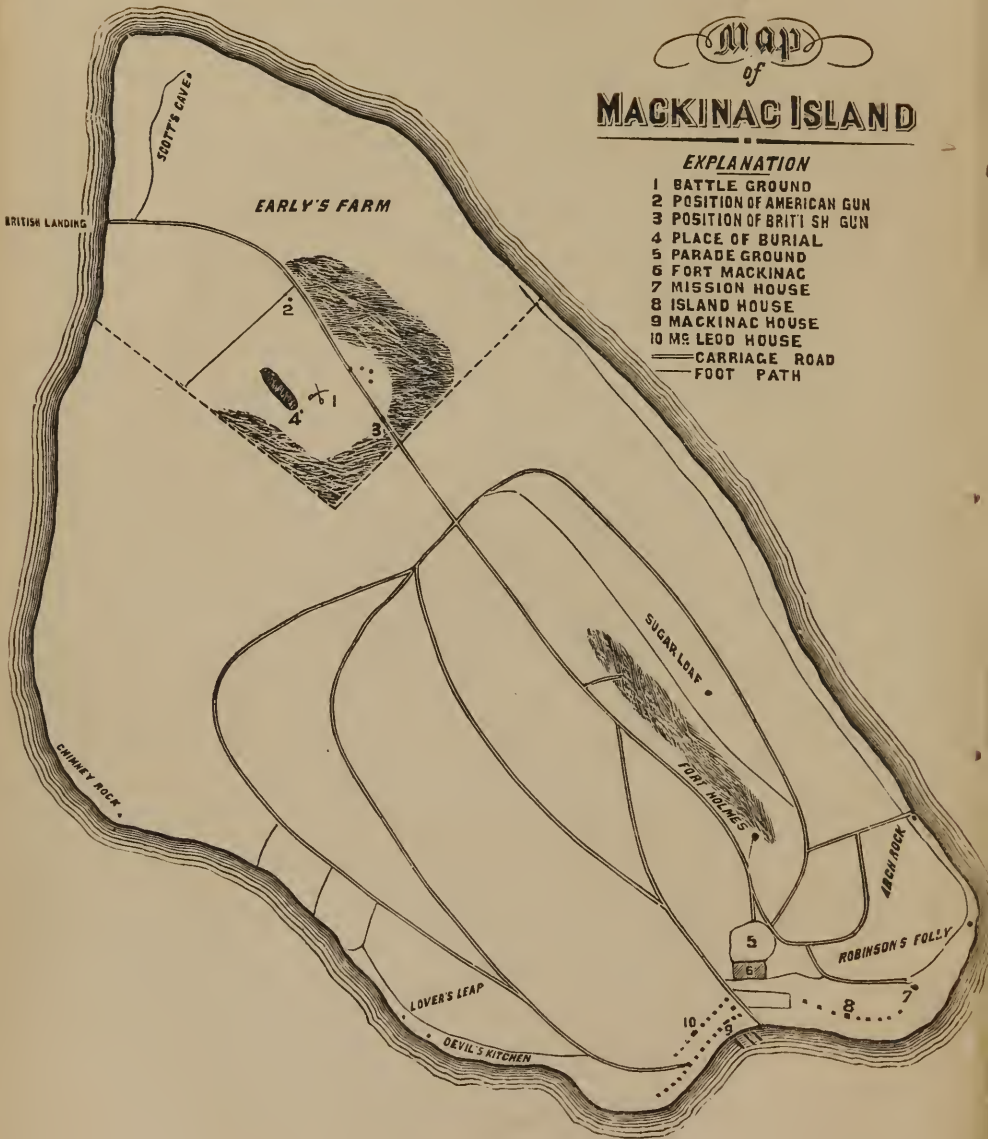 Map
of
MACKINAC ISLAND
EXPLANATION
1 BATTLE GROUND
2 POSITION OF AMERICAN GUN
3 POSITION OF BRITISH GUN
4 PLACE OF BURIAL
5 PARADE GROUND
6 FORT MACKINAC
7 MISSION HOUSE
8 ISLAND HOUSE
9 MACKINAC HOUSE
10 Mc LEOD HOUSE
CARRIAGE ROAD
FOOT PATH
SCOTT'S CAVE
BRITISH LANDING
EARLY'S FARM
2
1
4
3
SUGAR LOAF
CHIMNEY ROCK
FORT HOLMES
ARCH ROCK
5
6
ROBINSON'S FOLLY
7
8
LOVER'S LEAP
10
9
DEVIL'S KITCHEN